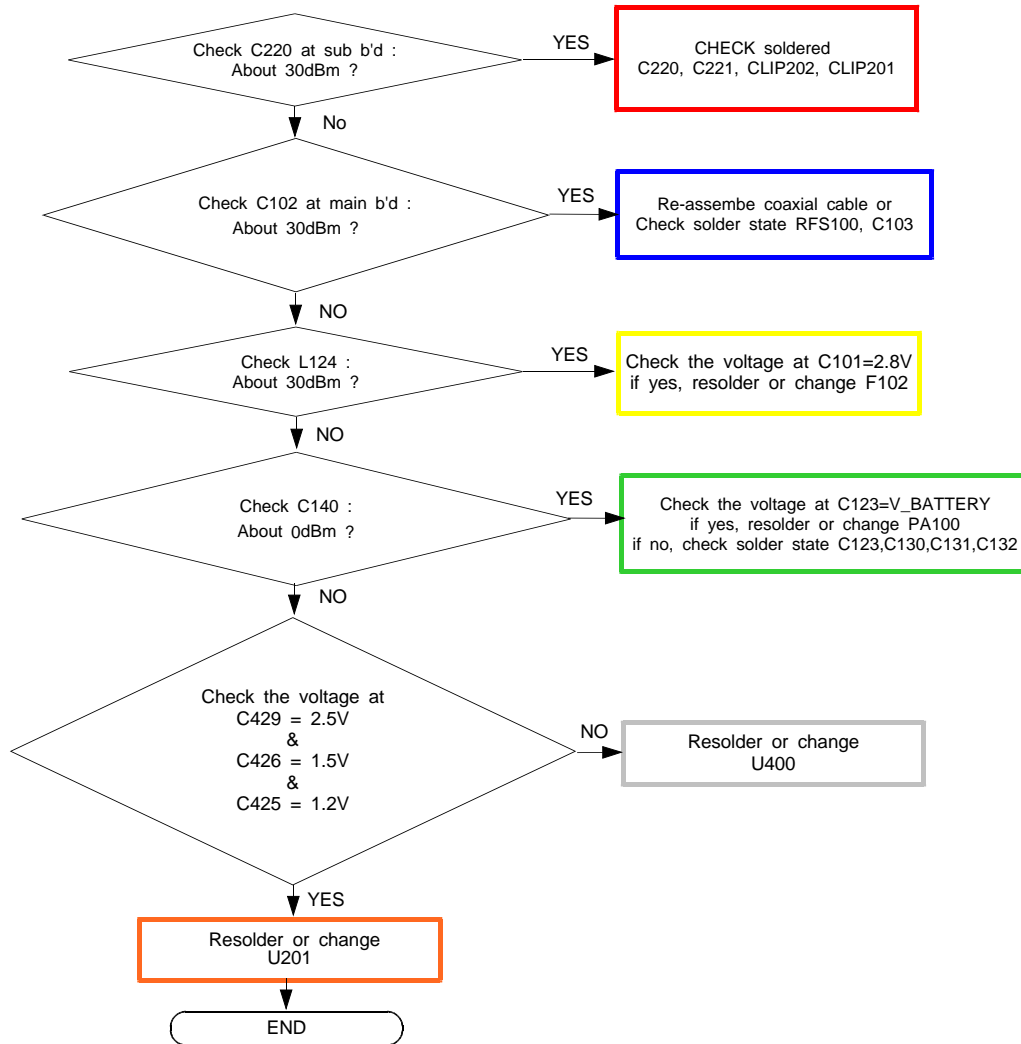 Check C220 at sub b'd :
About 30dBm ?
YES
CHECK soldered
C220, C221, CLIP202, CLIP201
No
Check C102 at main b'd :
About 30dBm ?
YES
Re-assembe coaxial cable or
Check solder state RFS100, C103
NO
Check L124 :
About 30dBm ?
YES
Check the voltage at C101=2.8V
if yes, resolder or change F102
NO
Check C140 :
About 0dBm ?
YES
Check the voltage at C123=V_BATTERY
if yes, resolder or change PA100
if no, check solder state C123,C130,C131,C132
NO
Check the voltage at
C429 = 2.5V
&
C426 = 1.5V
&
C425 = 1.2V
NO
Resolder or change
U400
YES
Resolder or change
U201
END